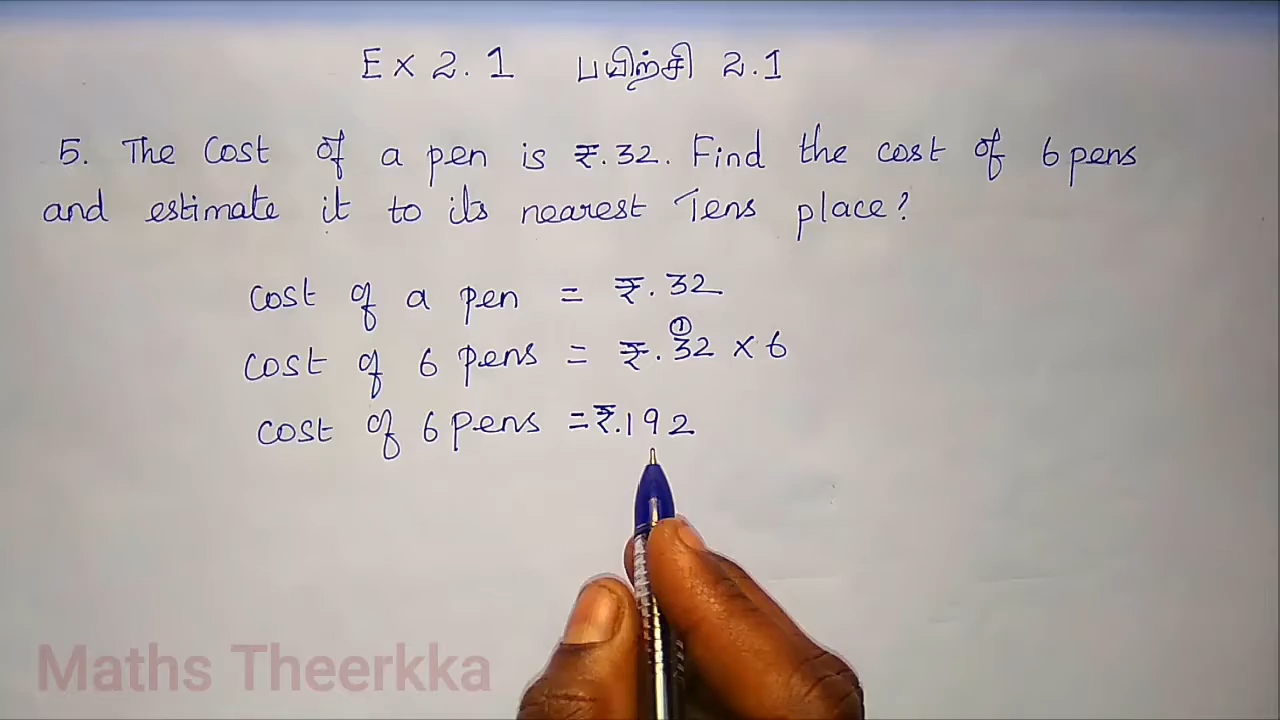 Ex 2.1 பயிற்சி 2.1
5. The Cost of a pen is ₹.32. Find the cost of 6 pens
and estimate it to its nearest Tens place?
cost of a pen = ₹.32
1
cost of 6 pens = ₹.32 × 6
cost of 6 pens = ₹.192
Maths Theerkka